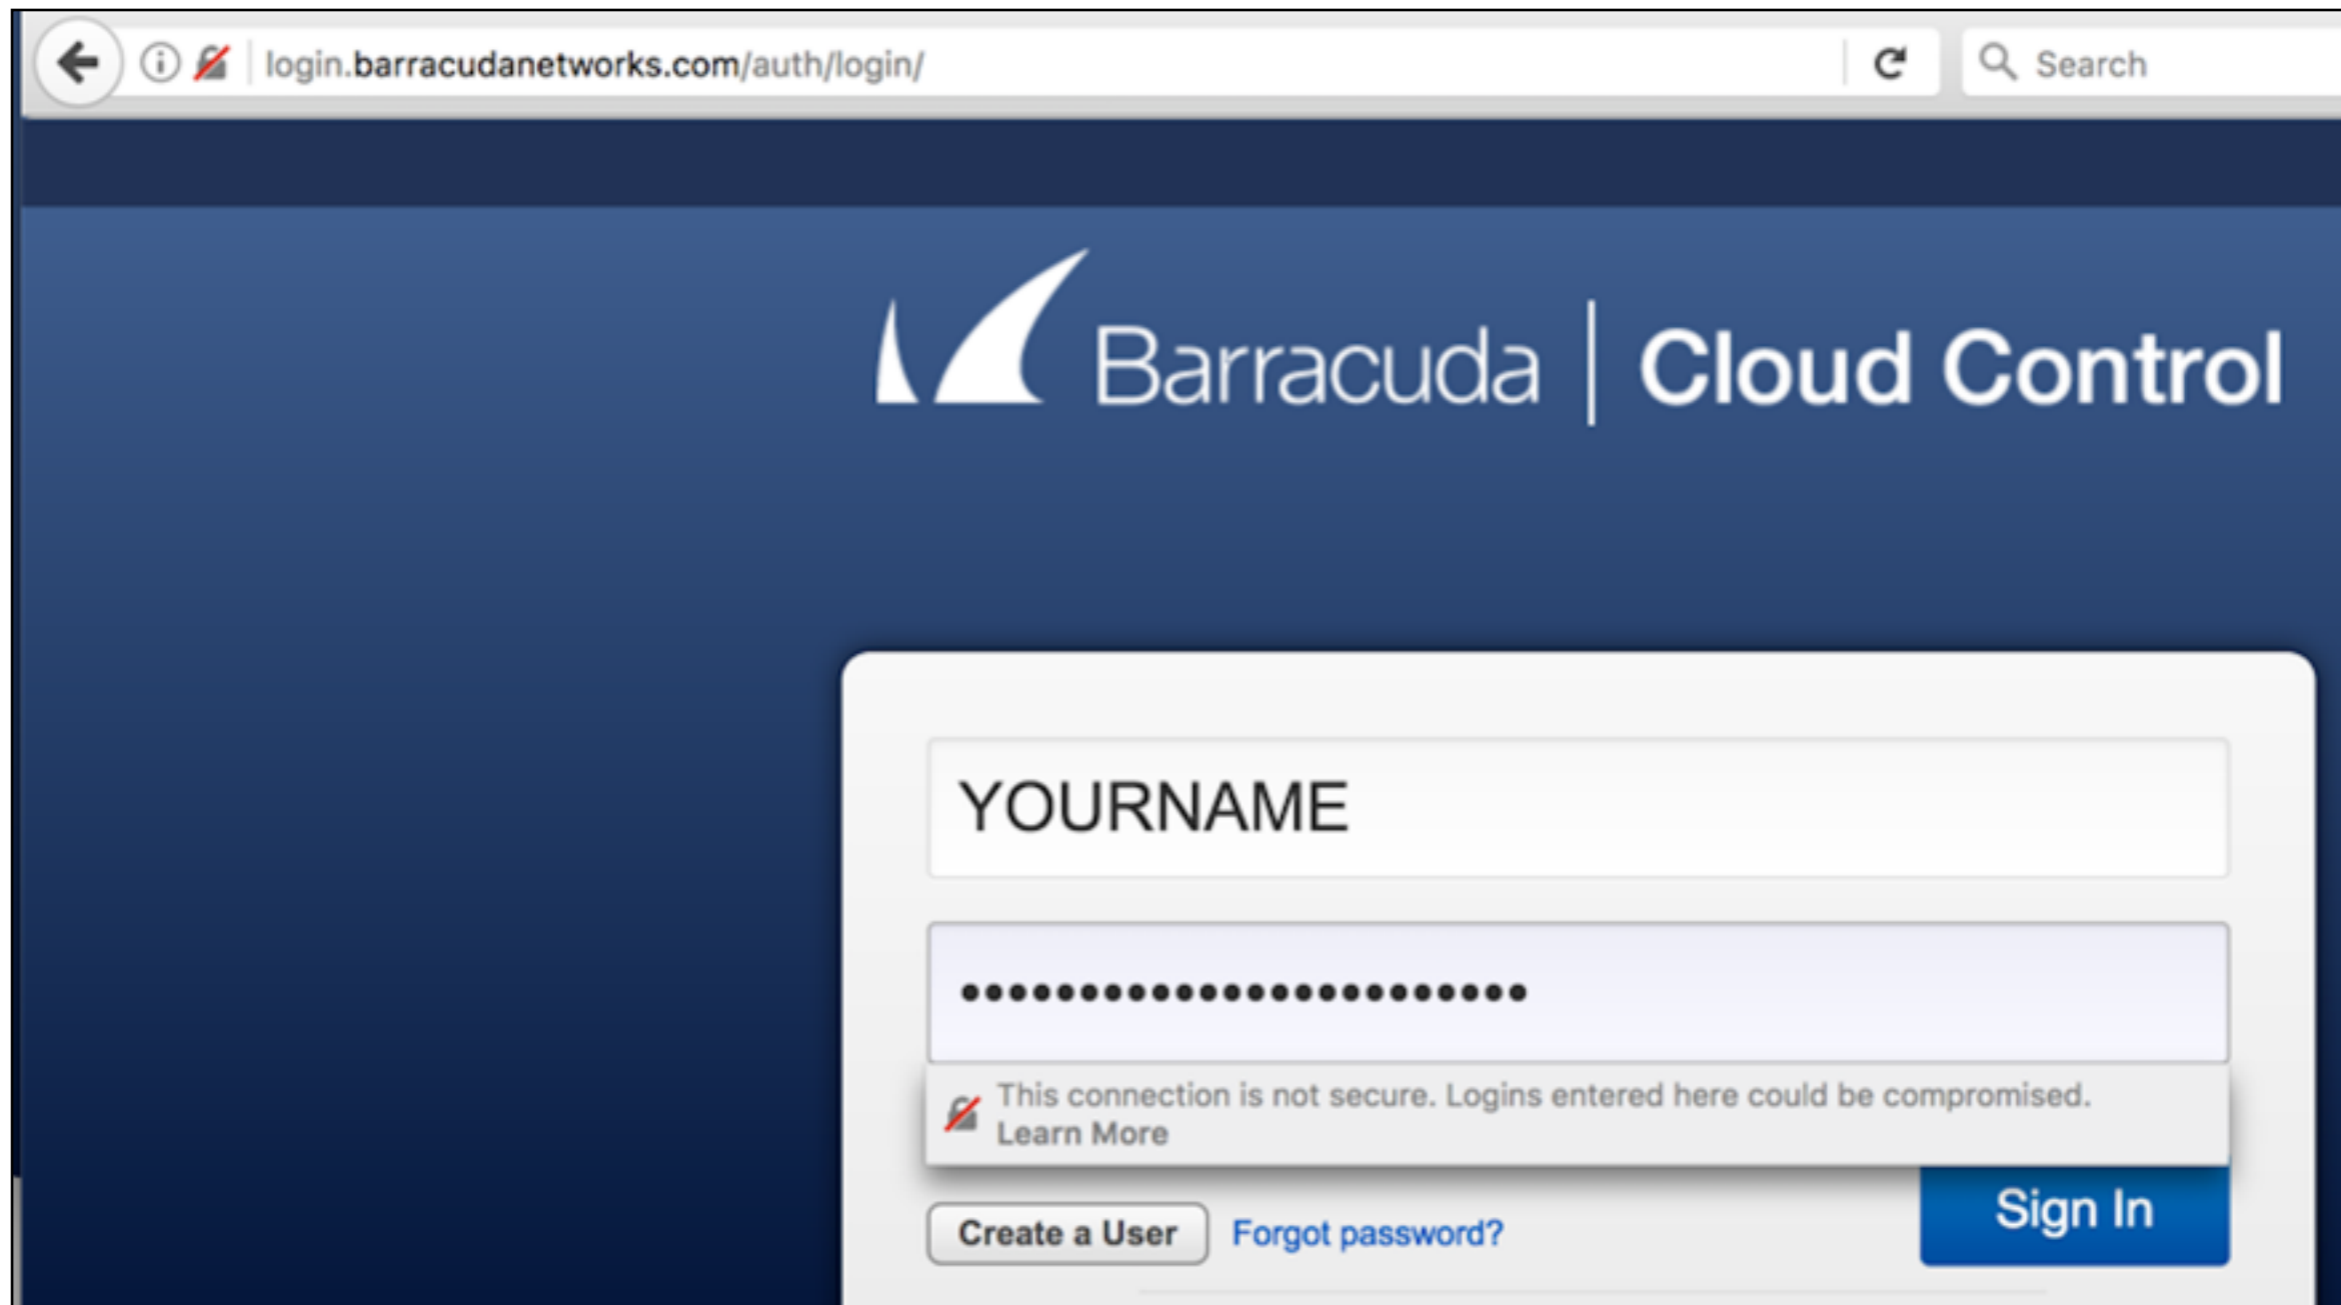 login.barracudanetworks.com/auth/login/ Search
Barracuda | Cloud Control
YOURNAME
••••••••••••••••••••••••
This connection is not secure. Logins entered here could be compromised.
Learn More
Create a User Forgot password? Sign In